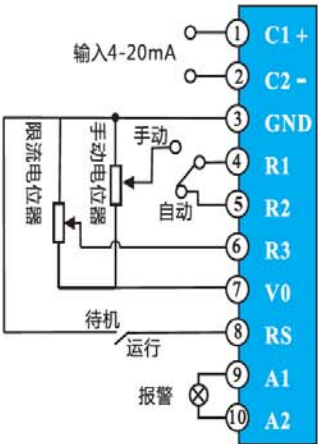 输入4-20mA
① C1 +
② C2 -
③ GND
限流电位器
手动电位器
手动
④ R1
自动
⑤ R2
⑥ R3
⑦ V0
待机
运行
⑧ RS
报警
⑨ A1
⑩ A2